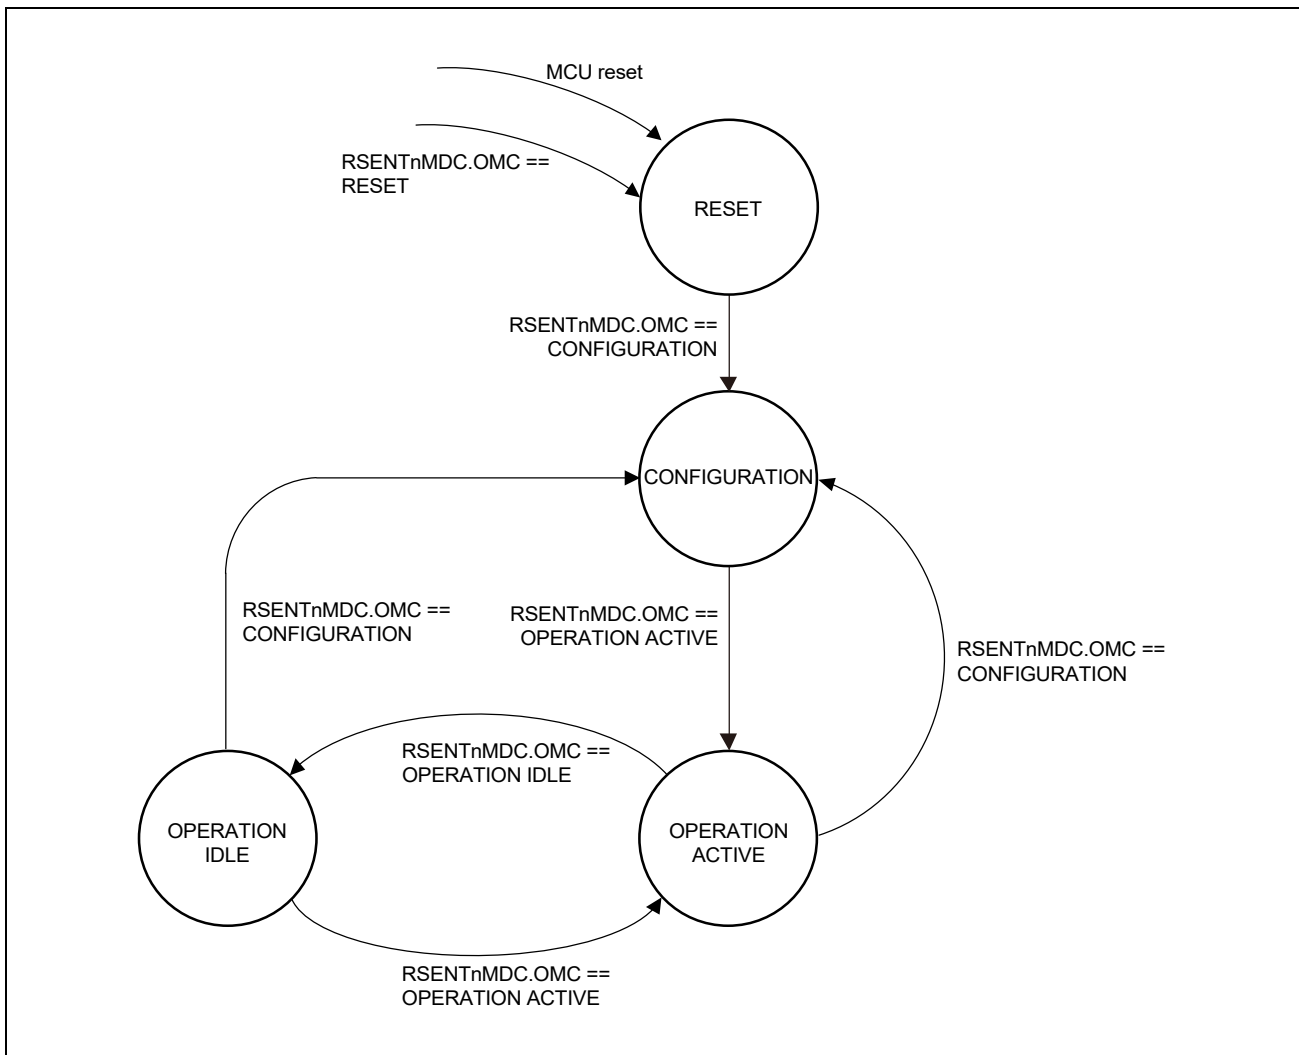 MCU reset
RSENTnMDC.OMC ==
RESET
RESET
RSENTnMDC.OMC ==
CONFIGURATION
CONFIGURATION
RSENTnMDC.OMC ==
CONFIGURATION
RSENTnMDC.OMC ==
OPERATION ACTIVE
RSENTnMDC.OMC ==
CONFIGURATION
RSENTnMDC.OMC ==
OPERATION IDLE
OPERATION
IDLE
OPERATION
ACTIVE
RSENTnMDC.OMC ==
OPERATION ACTIVE